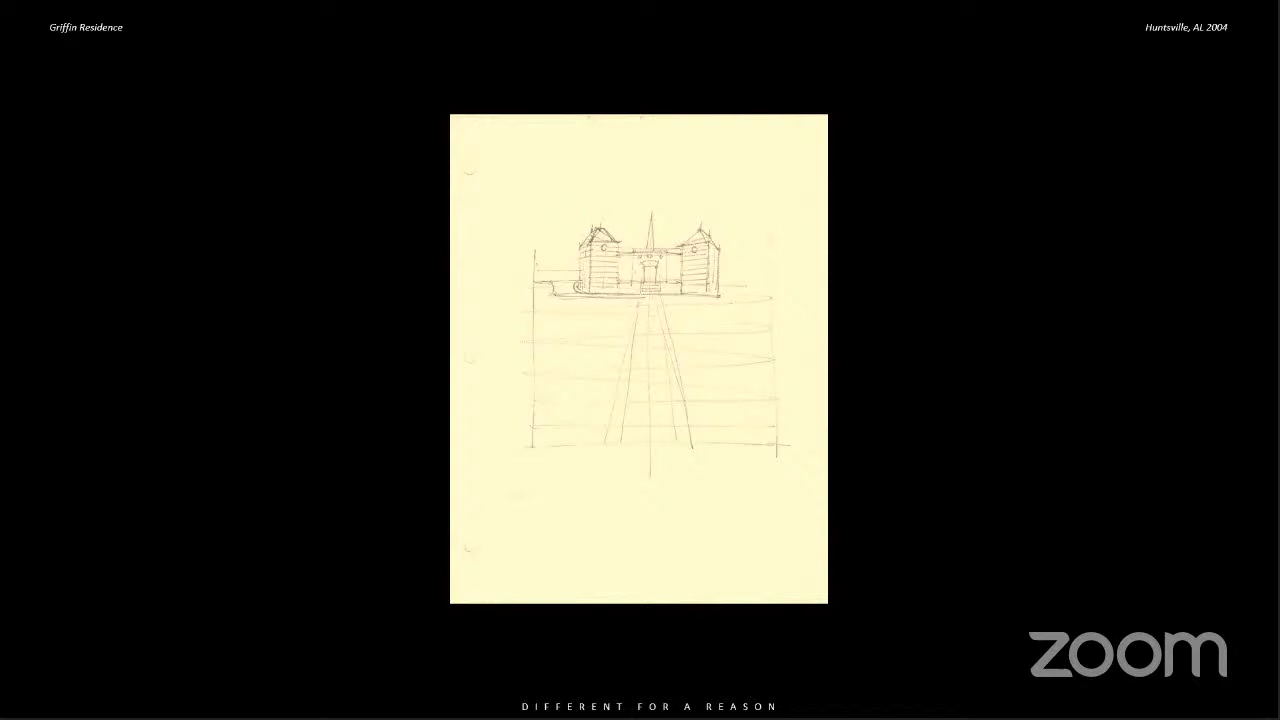 Griffin Residence
Huntsville, AL 2004
zoom
DIFFERENT FOR A REASON